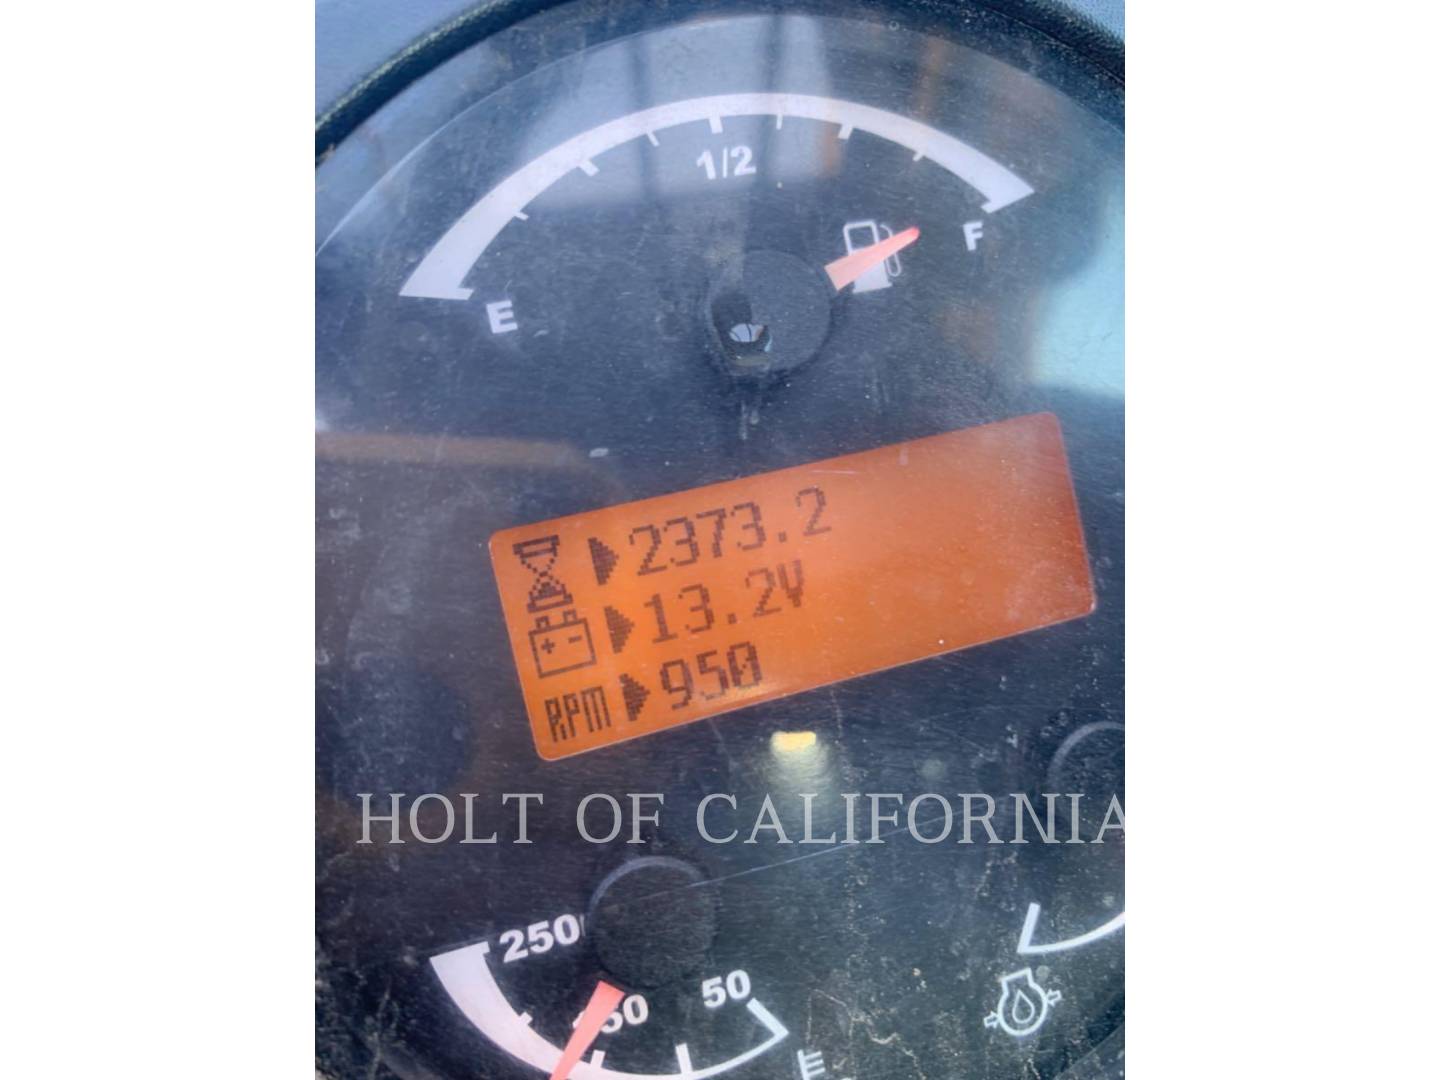 1/2
E F
2373.2
13.2V
RPM 950
HOLT OF CALIFORNIA
250
50